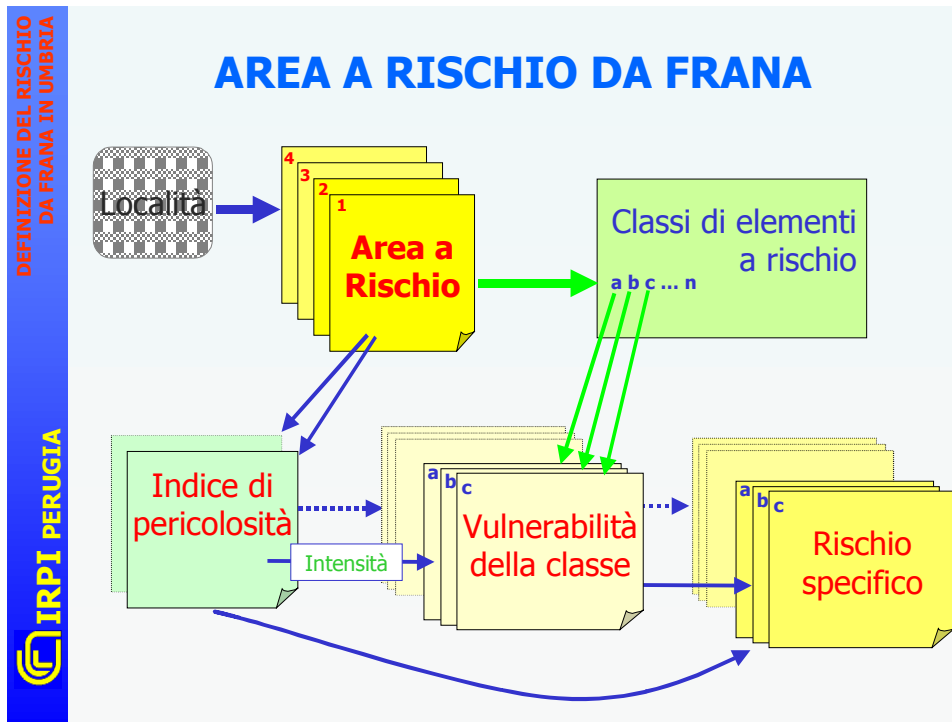 DEFINIZIONE DEL RISCHIO
DA FRANA IN UMBRIA
IRPI PERUGIA
AREA A RISCHIO DA FRANA
Località
4
3
2
1
Area a
Rischio
Classi di elementi
a rischio
a b c ... n
Indice di
pericolosità
Intensità
a
b
c
Vulnerabilità
della classe
a
b
c
Rischio
specifico